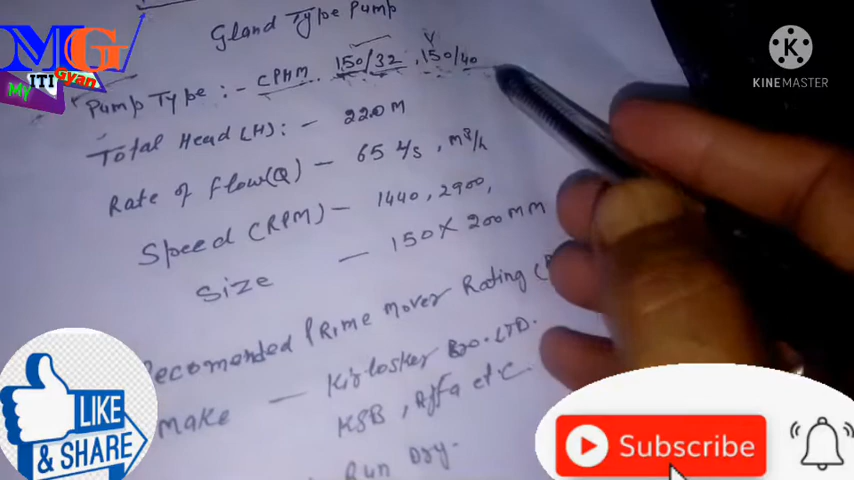 Gland Type Pump
MG
My ITI Gyan
K
KINEMASTER
Pump Type :- CPHM. 150/32, 150/40
Total Head (H): - 220 M
Rate of flow(Q) - 65 l/s, m3/h
Speed (RPM) - 1440, 2900,
Size - 150 X 200 MM
Recomended PRime mover Rating (
make - Kirlosker Bro. LTD.
KSB, etc
Run Dry.
LIKE
& SHARE
Subscribe